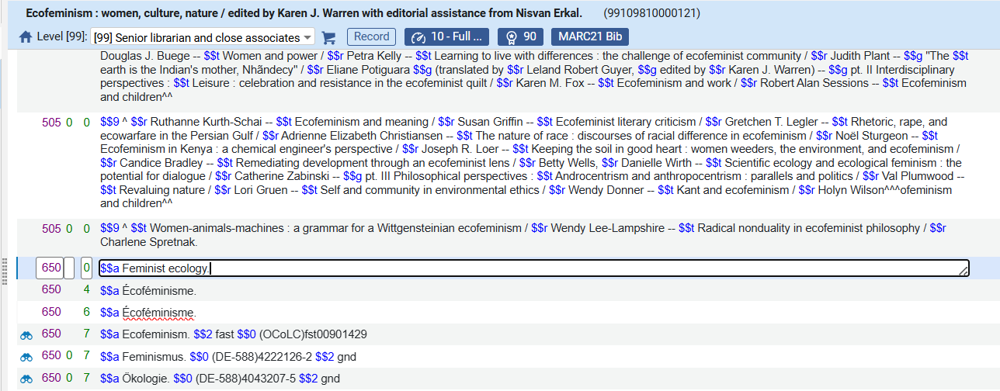 Ecofeminism : women, culture, nature / edited by Karen J. Warren with editorial assistance from Nisvan Erkal. (99109810000121)
Level [99]: [99] Senior librarian and close associates Record 10 - Full ... 90 MARC21 Bib
Douglas J. Buege -- $$t Women and power / $$r Petra Kelly -- $$t Learning to live with differences : the challenge of ecofeminist community / $$r Judith Plant -- $$g "The $$t
earth is the Indian's mother, Nhãndecy" / $$r Eliane Potiguara $$g (translated by $$r Leland Robert Guyer, $$g edited by $$r Karen J. Warren) -- $$g pt. II Interdisciplinary
perspectives : $$t Leisure : celebration and resistance in the ecofeminist quilt / $$r Karen M. Fox -- $$t Ecofeminism and work / $$r Robert Alan Sessions -- $$t Ecofeminism
and children^^
505 0 0 $$9 ^ $$r Ruthanne Kurth-Schai -- $$t Ecofeminism and meaning / $$r Susan Griffin -- $$t Ecofeminist literary criticism / $$r Gretchen T. Legler -- $$t Rhetoric, rape, and
ecowarfare in the Persian Gulf / $$r Adrienne Elizabeth Christiansen -- $$t The nature of race : discourses of racial difference in ecofeminism / $$r Noël Sturgeon -- $$t
Ecofeminism in Kenya : a chemical engineer's perspective / $$r Joseph R. Loer -- $$t Keeping the soil in good heart : women weeders, the environment, and ecofeminism /
$$r Candice Bradley -- $$t Remediating development through an ecofeminist lens / $$r Betty Wells, $$r Danielle Wirth -- $$t Scientific ecology and ecological feminism : the
potential for dialogue / $$r Catherine Zabinski -- $$g pt. III Philosophical perspectives : $$t Androcentrism and anthropocentrism : parallels and politics / $$r Val Plumwood --
$$t Revaluing nature / $$r Lori Gruen -- $$t Self and community in environmental ethics / $$r Wendy Donner -- $$t Kant and ecofeminism / $$r Holyn Wilson^^^ofeminism
and children^^
505 0 0 $$9 ^ $$t Women-animals-machines : a grammar for a Wittgensteinian ecofeminism / $$r Wendy Lee-Lampshire -- $$t Radical nonduality in ecofeminist philosophy / $$r
Charlene Spretnak.
650 0 $$a Feminist ecology.
650 4 $$a Écoféminisme.
650 6 $$a Écoféminisme.
650 7 $$a Ecofeminism. $$2 fast $$0 (OCoLC)fst00901429
650 0 7 $$a Feminismus. $$0 (DE-588)4222126-2 $$2 gnd
650 0 7 $$a Ökologie. $$0 (DE-588)4043207-5 $$2 gnd